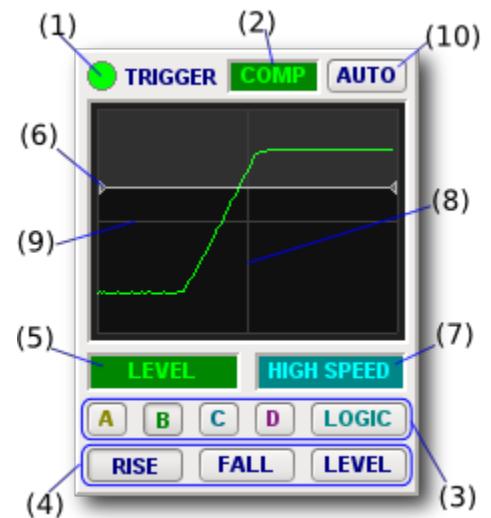 (1)
(2)
(10)
TRIGGER COMP AUTO
(6)
(8)
(9)
(5)
(7)
LEVEL HIGH SPEED
A B C D LOGIC
RISE FALL LEVEL
(4)
(3)